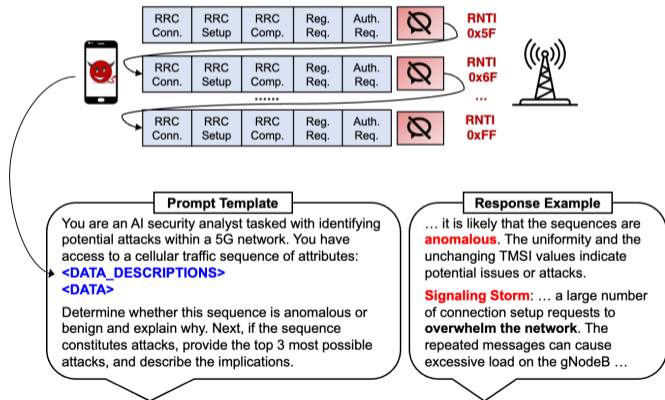 RRC Conn. RRC Setup RRC Comp. Reg. Req. Auth. Req. RNTI 0x5F
RRC Conn. RRC Setup RRC Comp. Reg. Req. Auth. Req. RNTI 0x6F
...... ...
RRC Conn. RRC Setup RRC Comp. Reg. Req. Auth. Req. RNTI 0xFF
Prompt Template
You are an AI security analyst tasked with identifying
potential attacks within a 5G network. You have
access to a cellular traffic sequence of attributes:
<DATA_DESCRIPTIONS>
<DATA>
Determine whether this sequence is anomalous or
benign and explain why. Next, if the sequence
constitutes attacks, provide the top 3 most possible
attacks, and describe the implications.
Response Example
… it is likely that the sequences are
anomalous. The uniformity and the
unchanging TMSI values indicate
potential issues or attacks.
Signaling Storm: … a large number
of connection setup requests to
overwhelm the network. The
repeated messages can cause
excessive load on the gNodeB …